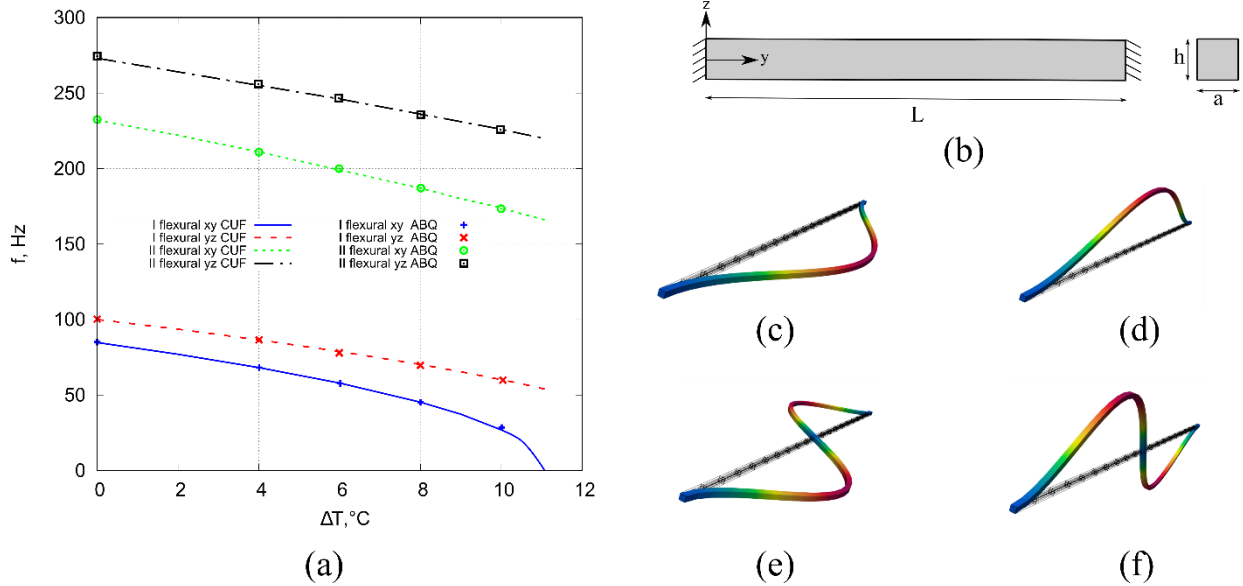 300
250
200
150
100
50
0
f, Hz
I flexural xy CUF
I flexural yz CUF
II flexural xy CUF
II flexural yz CUF
I flexural xy ABQ
I flexural yz ABQ
II flexural xy ABQ
II flexural yz ABQ
0 2 4 6 8 10 12
ΔT,°C
(a)
z
y
h
a
L
(b)
(c)
(d)
(e)
(f)